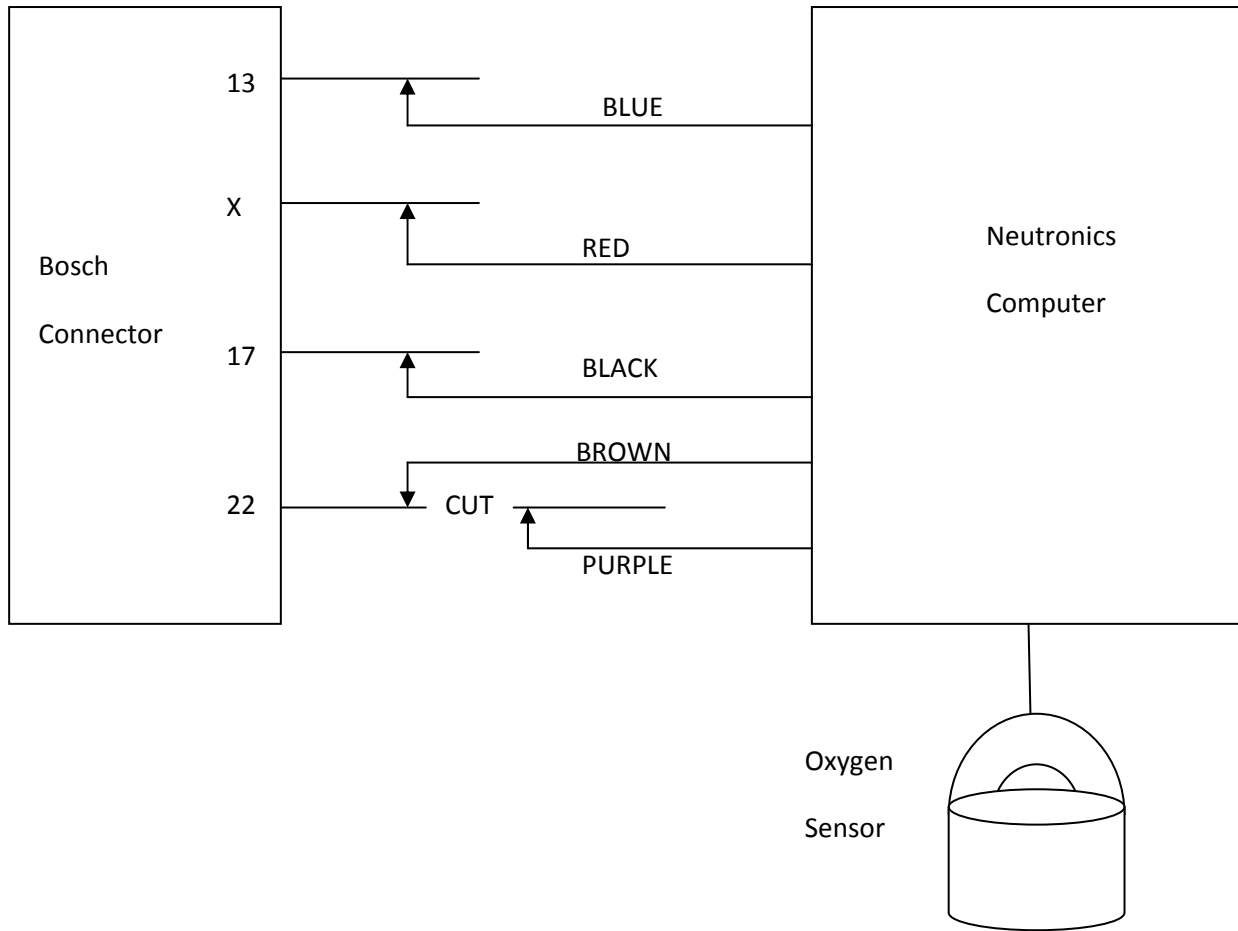 13
BLUE
X
RED
Bosch
Connector
17
BLACK
BROWN
22
CUT
PURPLE
Neutronics
Computer
Oxygen
Sensor